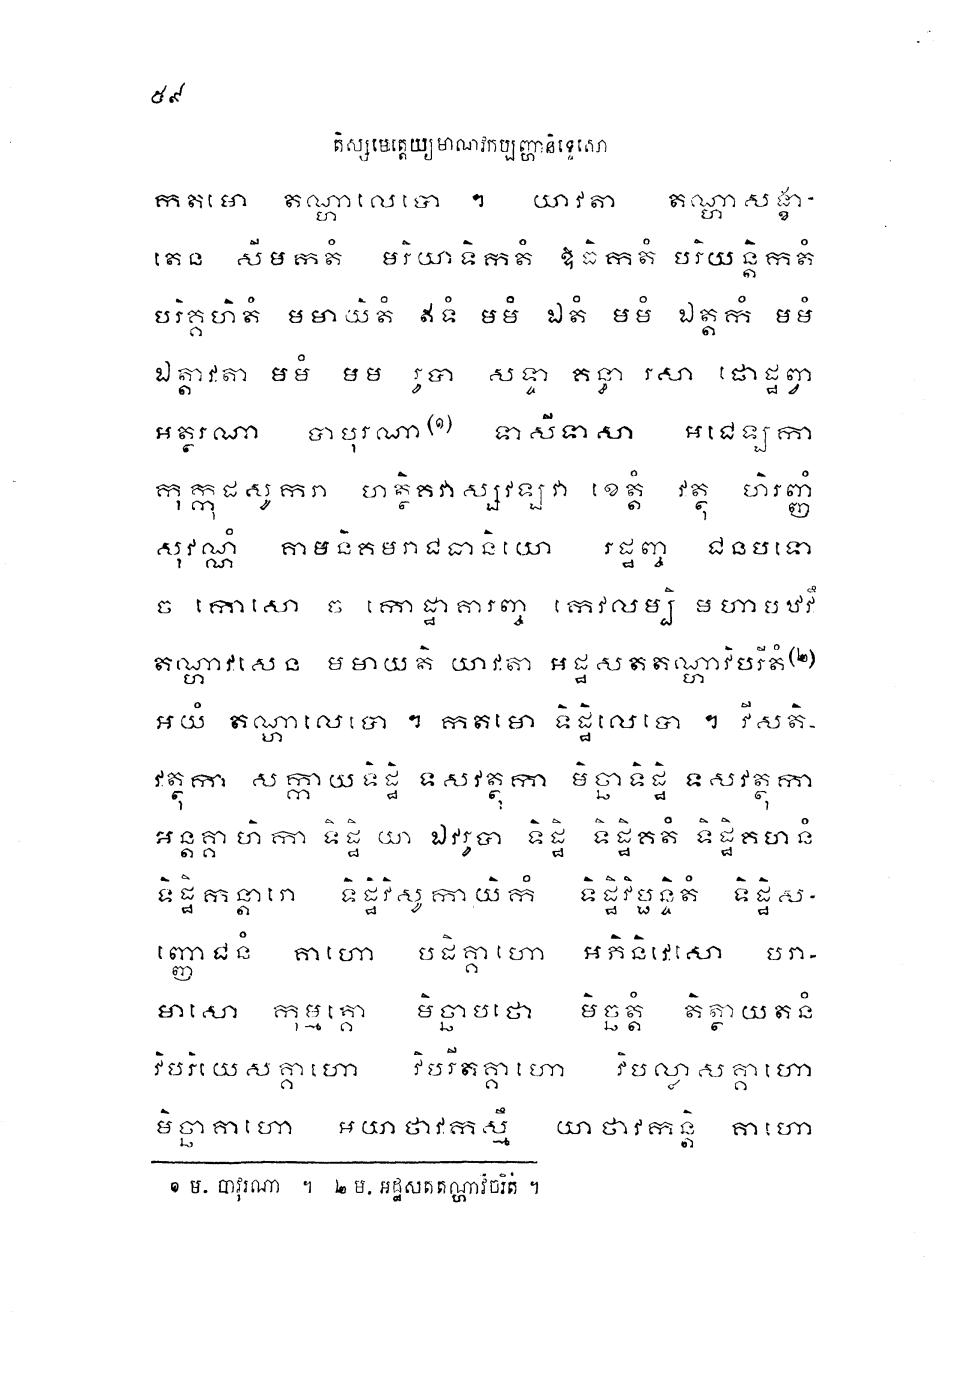 ៥៩
តិស្សមេត្តេយ្យមាណវកប្បញ្ហានិទ្ទេសោ
កតមោ តណ្ហាលេបោ ។ យាវតា តណ្ហាសង្ខា-
តេន សីមកតំ មរិយាទិកតំ ឱធិកតំ បរិយន្តិកតំ
បរិគ្គហិតំ មមាយិតំ ឥទំ មមំ ឯតំ មមំ ឯត្តកំ មមំ
ឯត្តាវតា មមំ មម រូបា សទ្ទា គន្ធា រសា ផោដ្ឋព្វា
អត្ថរណា បាបុរណា(១) ទាសីទាសា អជេឡកា
កុក្កុដសូករា ហត្ថិគវាស្សវឡវា ខេត្តំ វត្ថុ ហិរញ្ញំ
សុវណ្ណំ គាមនិគមរាជធានិយោ រដ្ឋញ្ច ជនបទោ
ច កោសោ ច កោដ្ឋាគារញ្ច កេវលម្បិ មហាបឋវឹ
តណ្ហាវសេន មមាយតិ យាវតា អដ្ឋសតតណ្ហាវិបរីតំ(២)
អយំ តណ្ហាលេបោ ។ កតមោ ទិដ្ឋិលេបោ ។ វីសតិ-
វត្ថុកា សក្កាយទិដ្ឋិ ទសវត្ថុកា មិច្ឆាទិដ្ឋិ ទសវត្ថុកា
អន្តគ្គាហិកា ទិដ្ឋិ យា ឯវរូបា ទិដ្ឋិ ទិដ្ឋិគតំ ទិដ្ឋិគហនំ
ទិដ្ឋិកន្តារោ ទិដ្ឋិវិសូកាយិកំ ទិដ្ឋិវិប្ផន្ទិតំ ទិដ្ឋិស-
ញ្ញោជនំ គាហោ បដិគ្គាហោ អភិនិវេសោ បរា-
មាសោ កុម្មគ្គោ មិច្ឆាបថោ មិច្ឆត្តំ តិត្ថាយតនំ
វិបរិយេសគ្គាហោ វិបរីតគ្គាហោ វិបល្លាសគ្គាហោ
មិច្ឆាគាហោ អយាថាវកស្មឹ យាថាវកន្តិ គាហោ
១ ម. បាវុរណា ។ ២ ម. អដ្ឋសតតណ្ហាវិចរិតំ ។